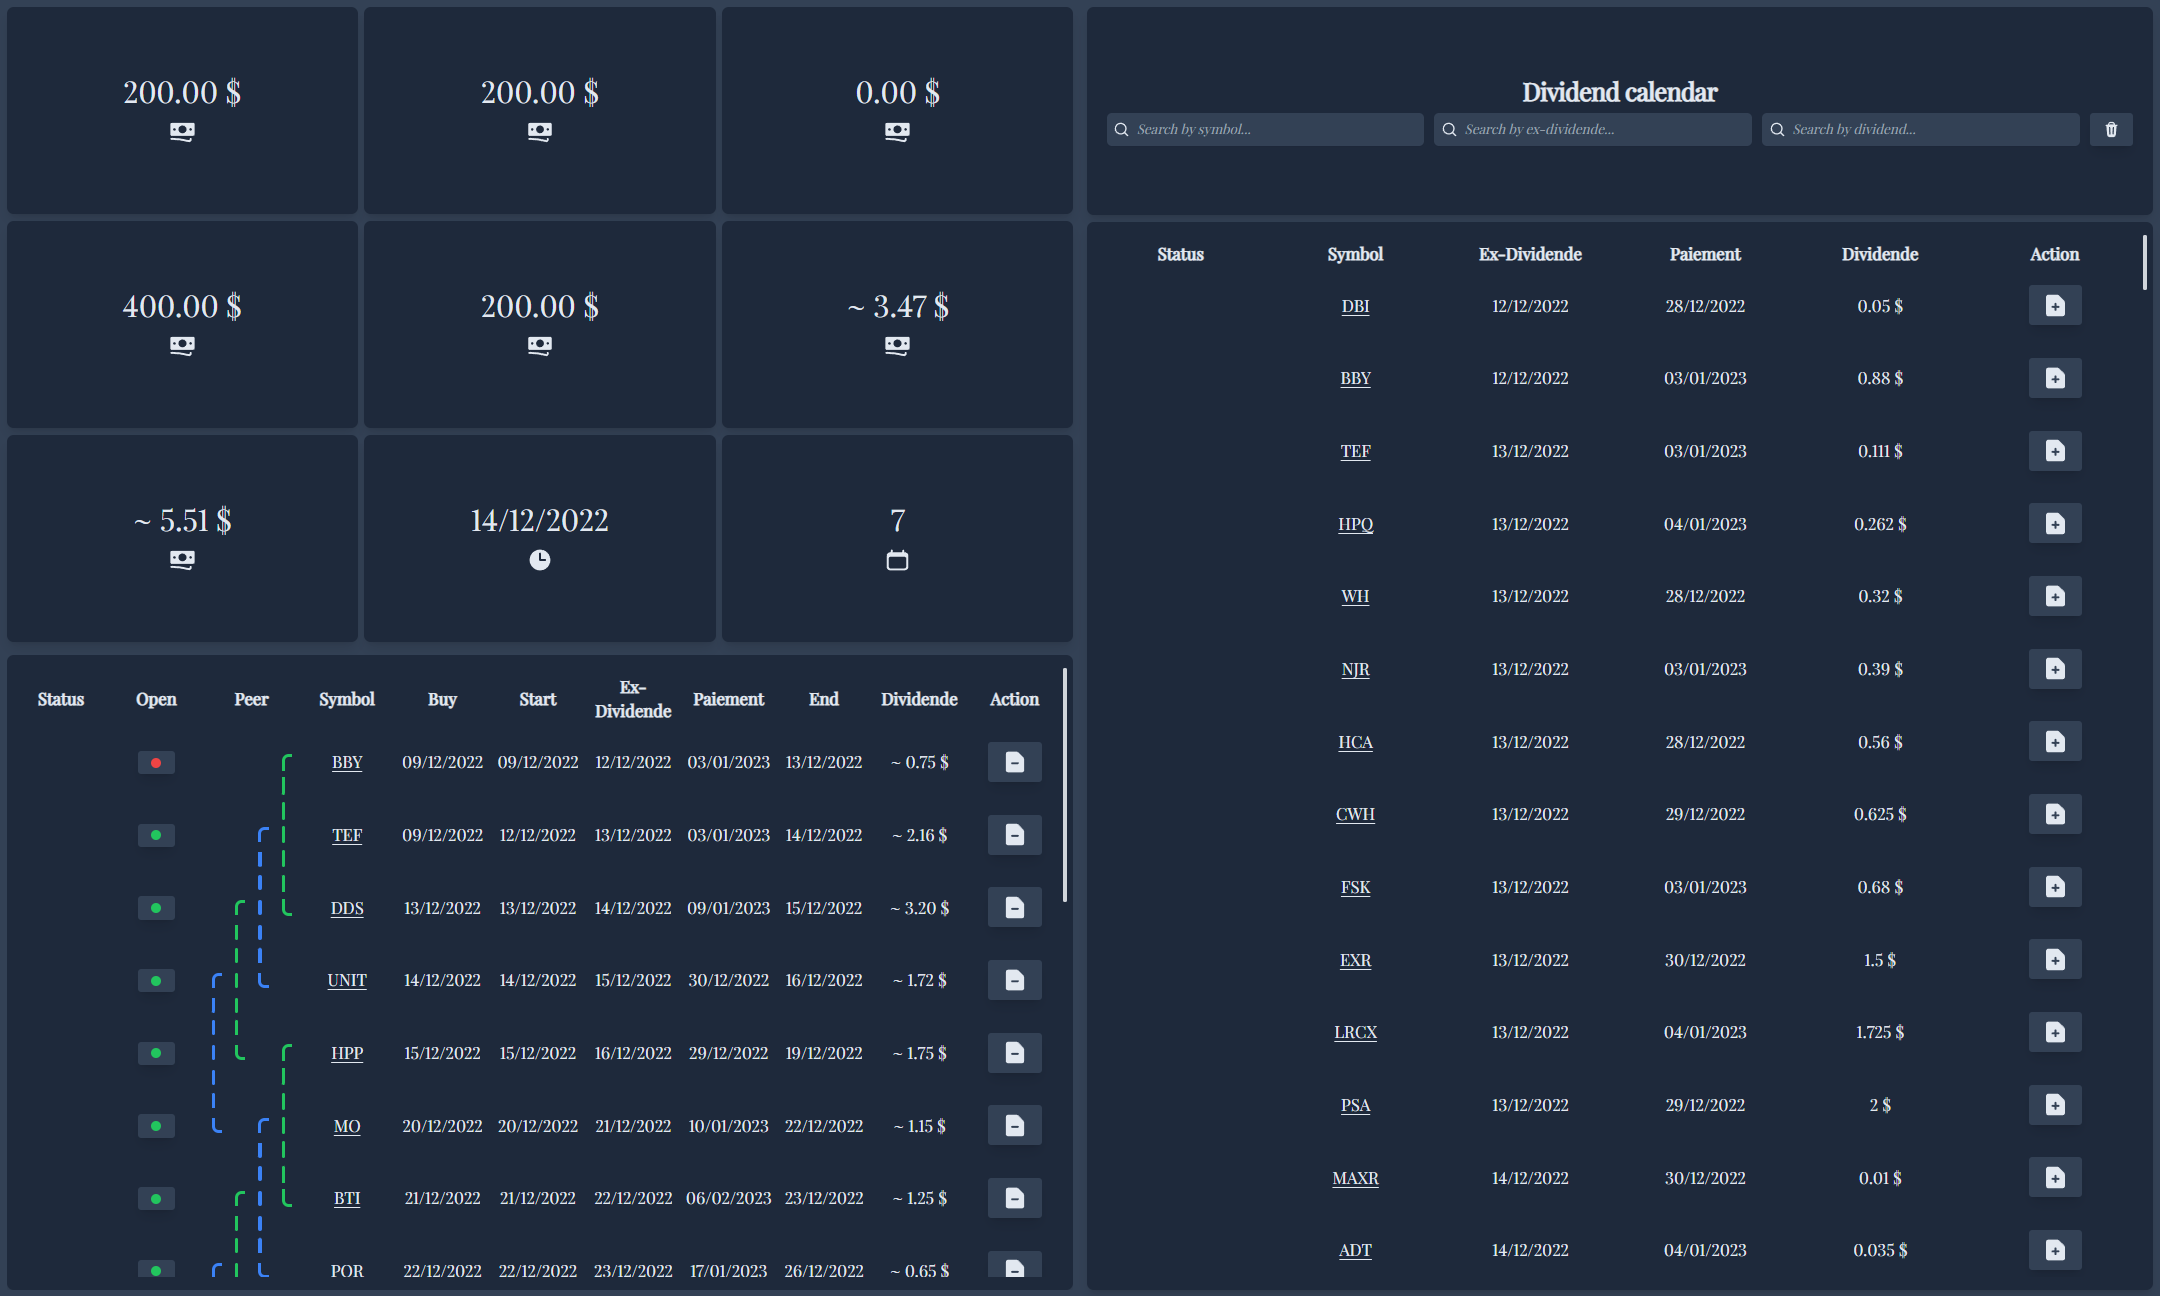 200.00 $
200.00 $
0.00 $
400.00 $
200.00 $
~ 3.47 $
~ 5.51 $
14/12/2022
7
Status Open Peer Symbol Buy Start Ex-Dividende Paiement End Dividende Action
BBY 09/12/2022 09/12/2022 12/12/2022 03/01/2023 13/12/2022 ~ 0.75 $
TEF 09/12/2022 12/12/2022 13/12/2022 03/01/2023 14/12/2022 ~ 2.16 $
DDS 13/12/2022 13/12/2022 14/12/2022 09/01/2023 15/12/2022 ~ 3.20 $
UNIT 14/12/2022 14/12/2022 15/12/2022 30/12/2022 16/12/2022 ~ 1.72 $
HPP 15/12/2022 15/12/2022 16/12/2022 29/12/2022 19/12/2022 ~ 1.75 $
MO 20/12/2022 20/12/2022 21/12/2022 10/01/2023 22/12/2022 ~ 1.15 $
BTI 21/12/2022 21/12/2022 22/12/2022 06/02/2023 23/12/2022 ~ 1.25 $
POR 22/12/2022 22/12/2022 23/12/2022 17/01/2023 26/12/2022 ~ 0.65 $
Dividend calendar
Search by symbol... Search by ex-dividende... Search by dividend...
Status Symbol Ex-Dividende Paiement Dividende Action
DBI 12/12/2022 28/12/2022 0.05 $
BBY 12/12/2022 03/01/2023 0.88 $
TEF 13/12/2022 03/01/2023 0.111 $
HPQ 13/12/2022 04/01/2023 0.262 $
WH 13/12/2022 28/12/2022 0.32 $
NJR 13/12/2022 03/01/2023 0.39 $
HCA 13/12/2022 28/12/2022 0.56 $
CWH 13/12/2022 29/12/2022 0.625 $
FSK 13/12/2022 03/01/2023 0.68 $
EXR 13/12/2022 30/12/2022 1.5 $
LRCX 13/12/2022 04/01/2023 1.725 $
PSA 13/12/2022 29/12/2022 2 $
MAXR 14/12/2022 30/12/2022 0.01 $
ADT 14/12/2022 04/01/2023 0.035 $